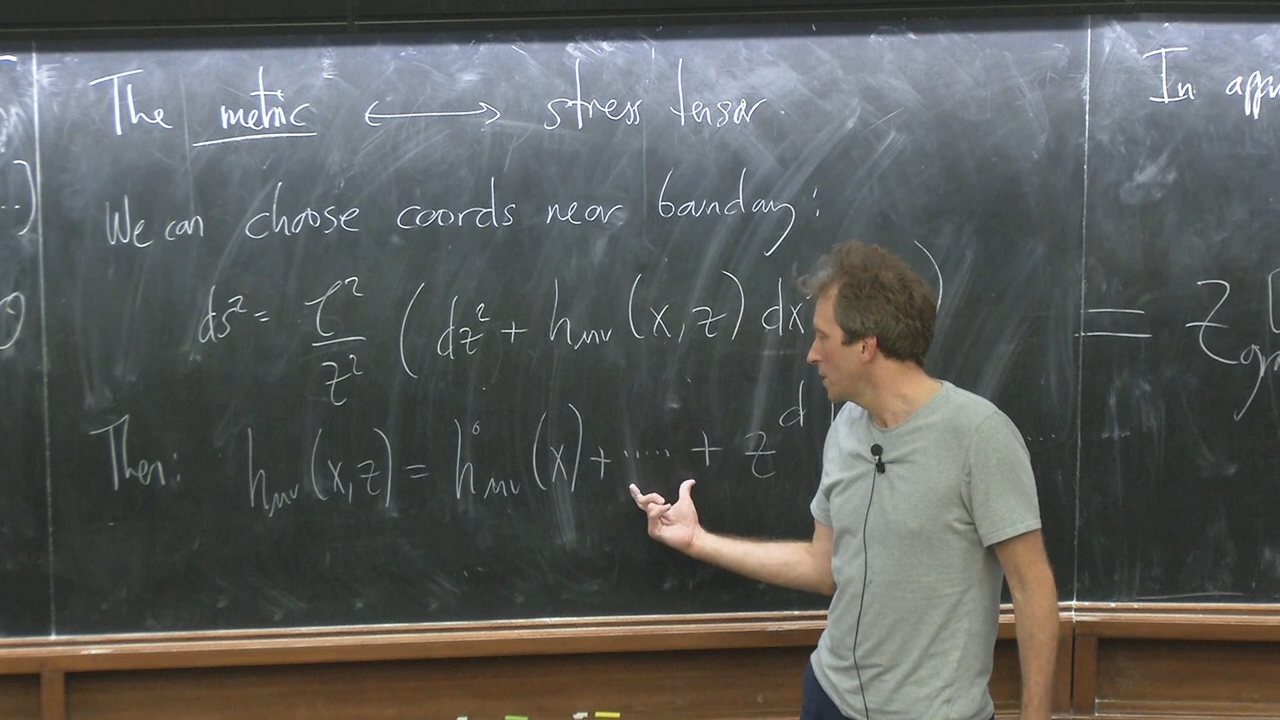 The metric ⟷ stress tensor
We can choose coords near boundary:
ds² = ℓ²/z² (dz² + hμν (x,z) dx )
Then: hμν (x,z) = h°μν (x) + ..... + z^d ....
In
= Z